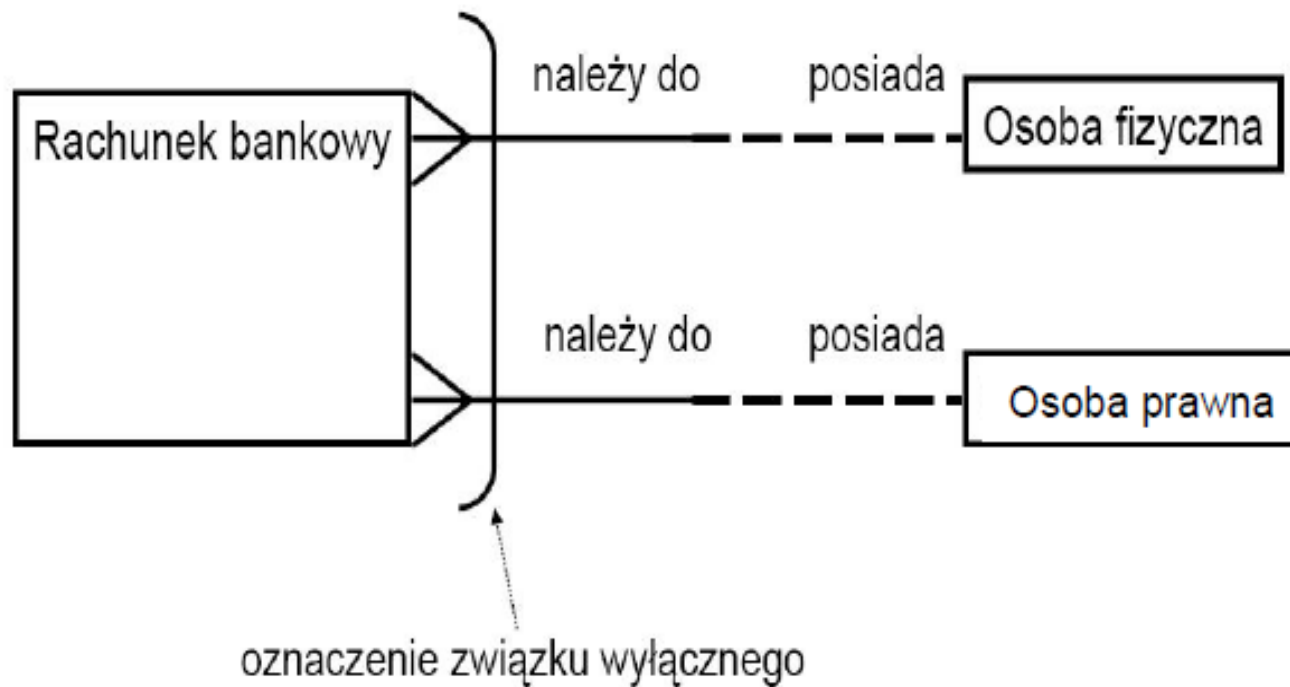 należy do
posiada
Rachunek bankowy
Osoba fizyczna
należy do
posiada
Osoba prawna
oznaczenie związku wyłącznego